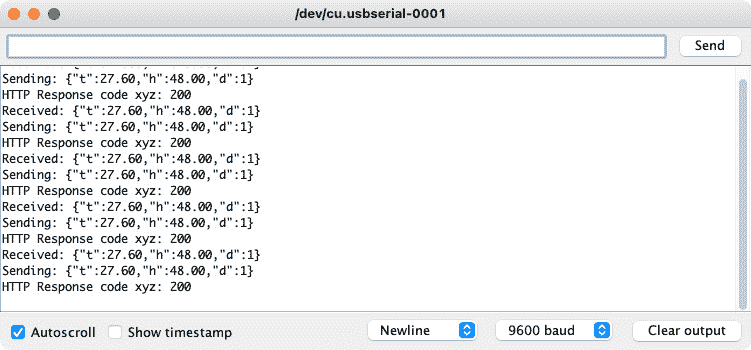 /dev/cu.usbserial-0001
Send
Sending: {"t":27.60,"h":48.00,"d":1}
HTTP Response code xyz: 200
Received: {"t":27.60,"h":48.00,"d":1}
Sending: {"t":27.60,"h":48.00,"d":1}
HTTP Response code xyz: 200
Received: {"t":27.60,"h":48.00,"d":1}
Sending: {"t":27.60,"h":48.00,"d":1}
HTTP Response code xyz: 200
Received: {"t":27.60,"h":48.00,"d":1}
Sending: {"t":27.60,"h":48.00,"d":1}
HTTP Response code xyz: 200
Received: {"t":27.60,"h":48.00,"d":1}
Sending: {"t":27.60,"h":48.00,"d":1}
HTTP Response code xyz: 200
Autoscroll Show timestamp Newline 9600 baud Clear output